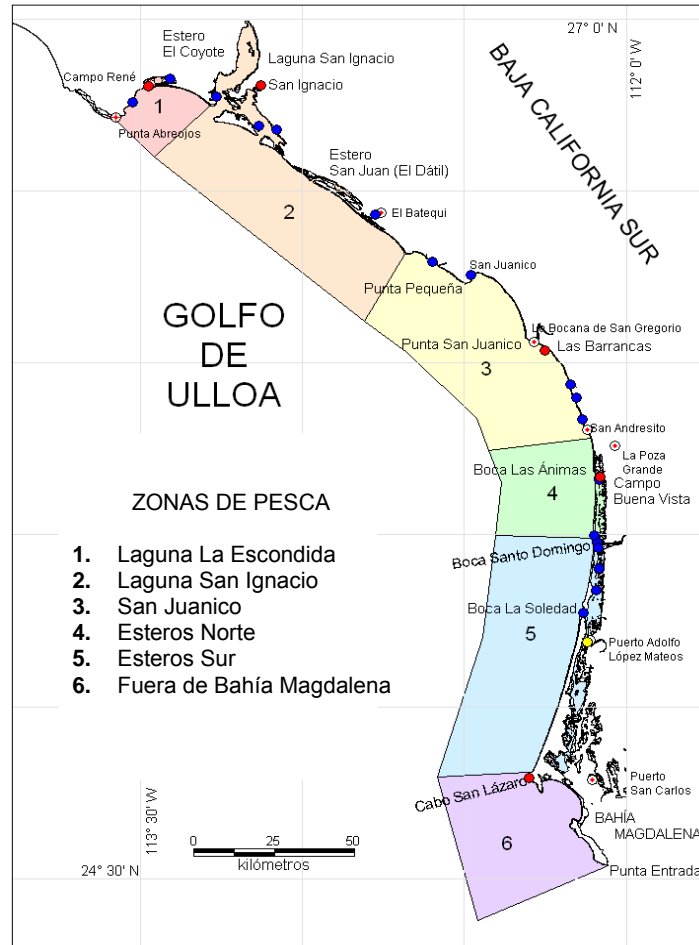 27° 0' N
112° 0' W
BAJA CALIFORNIA SUR
Estero
El Coyote
Laguna San Ignacio
Campo René
San Ignacio
1
Punta Abreojos
Estero
San Juan (El Dátil)
2
El Batequi
San Juanico
Punta Pequeña
GOLFO
DE
ULLOA
La Bocana de San Gregorio
Punta San Juanico
Las Barrancas
3
San Andresito
La Poza
Grande
Boca Las Ánimas
Campo
Buena Vista
4
ZONAS DE PESCA
1. Laguna La Escondida
2. Laguna San Ignacio
3. San Juanico
4. Esteros Norte
5. Esteros Sur
6. Fuera de Bahía Magdalena
Boca Santo Domingo
Boca La Soledad
5
Puerto Adolfo
López Mateos
Cabo San Lázaro
Puerto
San Carlos
BAHÍA
MAGDALENA
6
Punta Entrada
113° 30' W
0 25 50
kilómetros
24° 30' N